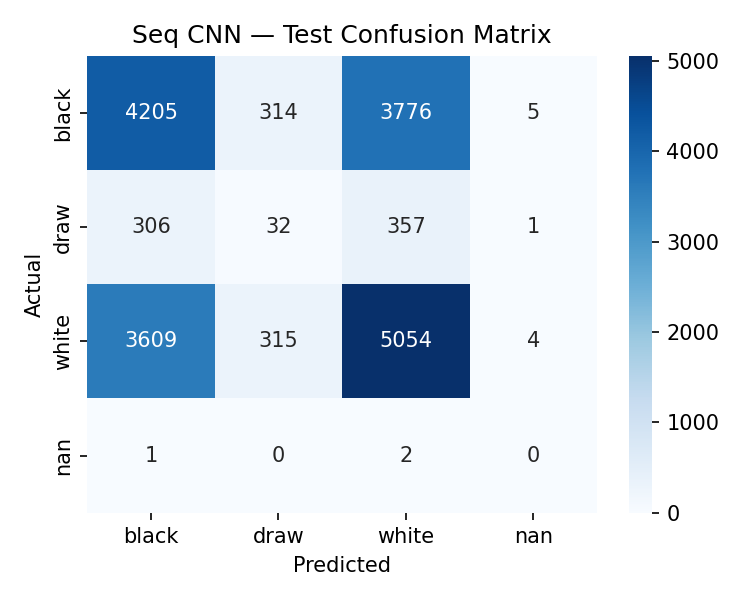 Seq CNN — Test Confusion Matrix
black 4205 314 3776 5
draw 306 32 357 1
white 3609 315 5054 4
nan 1 0 2 0
black draw white nan
Predicted
Actual
5000
4000
3000
2000
1000
0